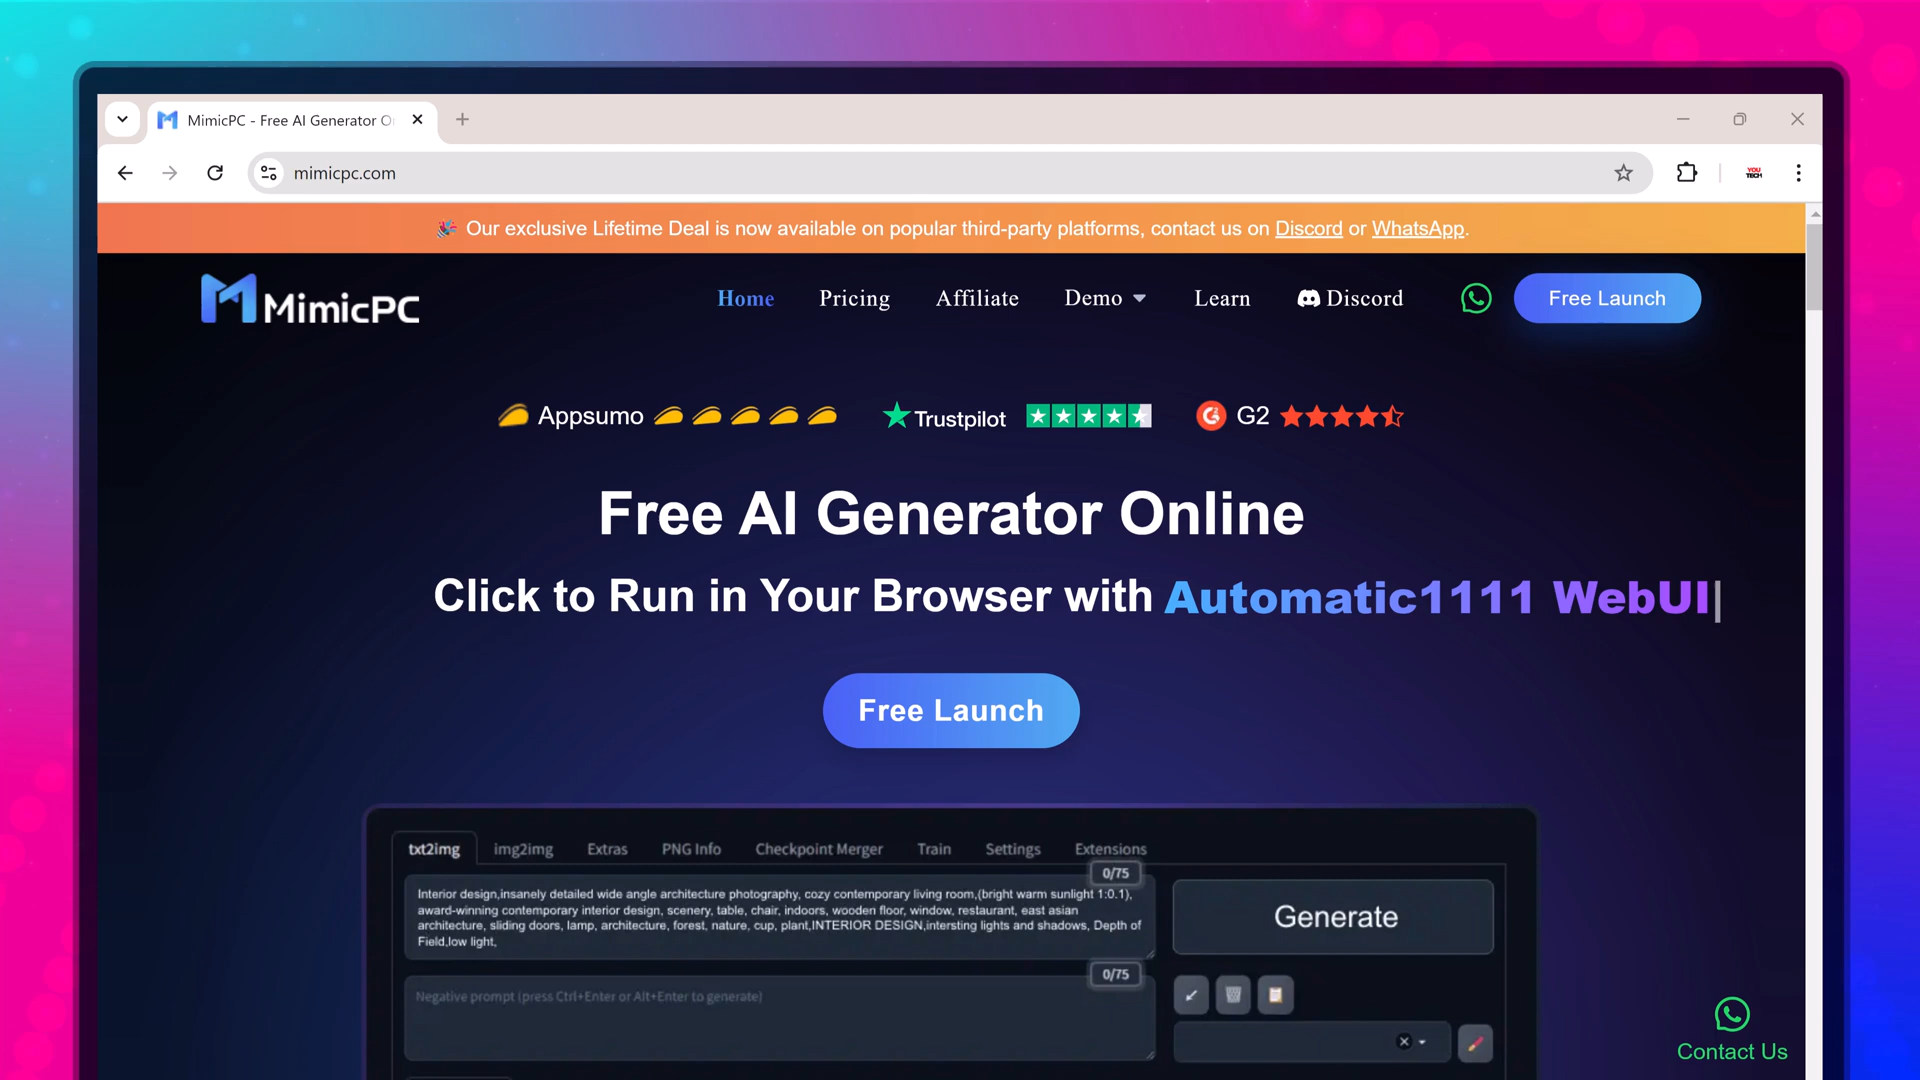 MimicPC - Free AI Generator O
mimicpc.com
YOU
TECH
Our exclusive Lifetime Deal is now available on popular third-party platforms, contact us on Discord or WhatsApp.
MimicPC
Home
Pricing
Affiliate
Demo
Learn
Discord
Free Launch
Appsumo
Trustpilot
G2
Free AI Generator Online
Click to Run in Your Browser with Automatic1111 WebUI|
Free Launch
txt2img
img2img
Extras
PNG Info
Checkpoint Merger
Train
Settings
Extensions
0/75
Interior design,insanely detailed wide angle architecture photography, cozy contemporary living room,(bright warm sunlight 1:0.1),
award-winning contemporary interior design, scenery, table, chair, indoors, wooden floor, window, restaurant, east asian
architecture, sliding doors, lamp, architecture, forest, nature, cup, plant,INTERIOR DESIGN,intersting lights and shadows, Depth of
Field,low light,
Generate
0/75
Negative prompt (press Ctrl+Enter or Alt+Enter to generate)
Contact Us